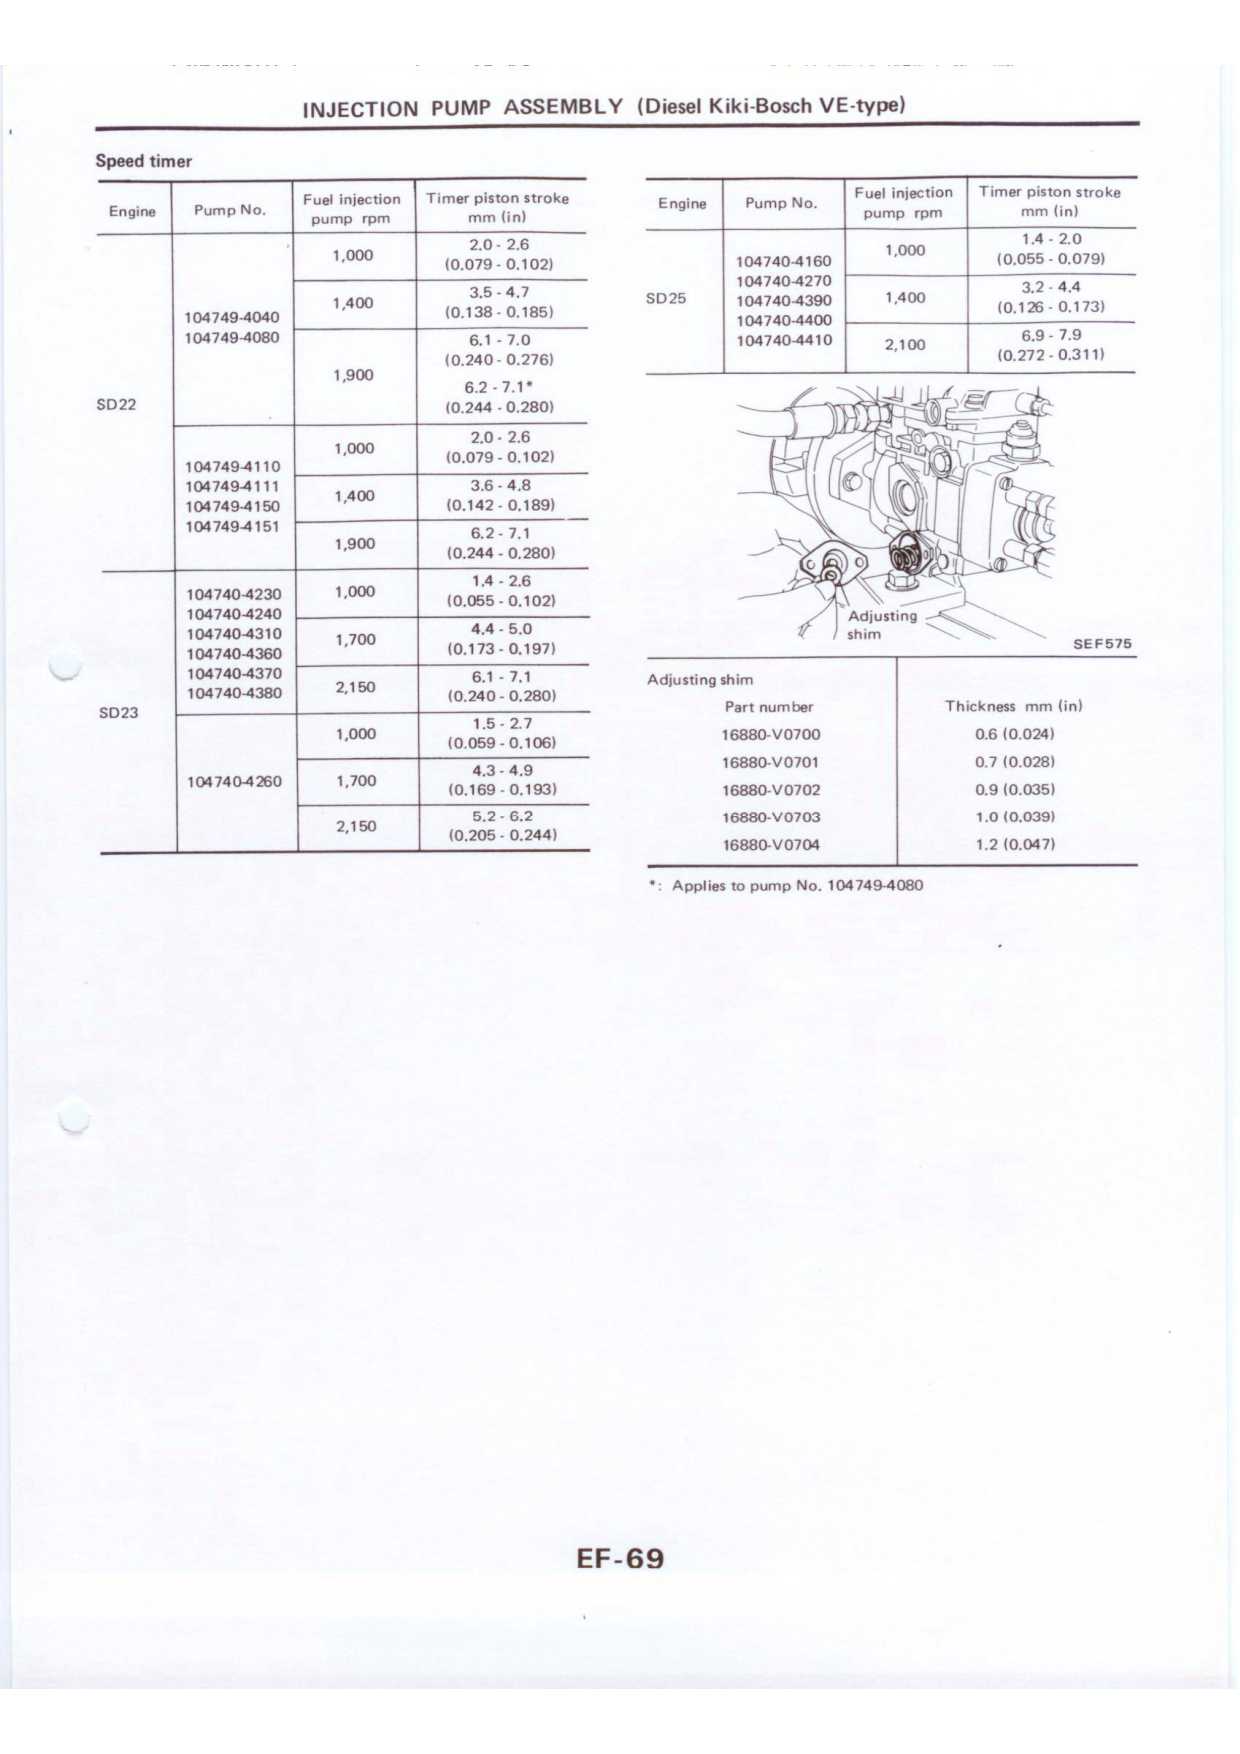 INJECTION PUMP ASSEMBLY (Diesel Kiki-Bosch VE-type)
Speed timer
Engine Pump No. Fuel injection pump rpm Timer piston stroke mm (in)
SD22
104749-4040
104749-4080
1,000
2.0 - 2.6
(0.079 - 0.102)
1,400
3.5 - 4.7
(0.138 - 0.185)
1,900
6.1 - 7.0
(0.240 - 0.276)
6.2 - 7.1*
(0.244 - 0.280)
104749-4110
104749-4111
104749-4150
104749-4151
1,000
2.0 - 2.6
(0.079 - 0.102)
1,400
3.6 - 4.8
(0.142 - 0.189)
1,900
6.2 - 7.1
(0.244 - 0.280)
SD23
104740-4230
104740-4240
104740-4310
104740-4360
104740-4370
104740-4380
1,000
1.4 - 2.6
(0.055 - 0.102)
1,700
4.4 - 5.0
(0.173 - 0.197)
2,150
6.1 - 7.1
(0.240 - 0.280)
104740-4260
1,000
1.5 - 2.7
(0.059 - 0.106)
1,700
4.3 - 4.9
(0.169 - 0.193)
2,150
5.2 - 6.2
(0.205 - 0.244)
Engine Pump No. Fuel injection pump rpm Timer piston stroke mm (in)
SD25
104740-4160
104740-4270
104740-4390
104740-4400
104740-4410
1,000
1.4 - 2.0
(0.055 - 0.079)
1,400
3.2 - 4.4
(0.126 - 0.173)
2,100
6.9 - 7.9
(0.272 - 0.311)
Adjusting
shim
SEF575
Adjusting shim
Part number Thickness mm (in)
16880-V0700 0.6 (0.024)
16880-V0701 0.7 (0.028)
16880-V0702 0.9 (0.035)
16880-V0703 1.0 (0.039)
16880-V0704 1.2 (0.047)
*: Applies to pump No. 104749-4080
EF-69